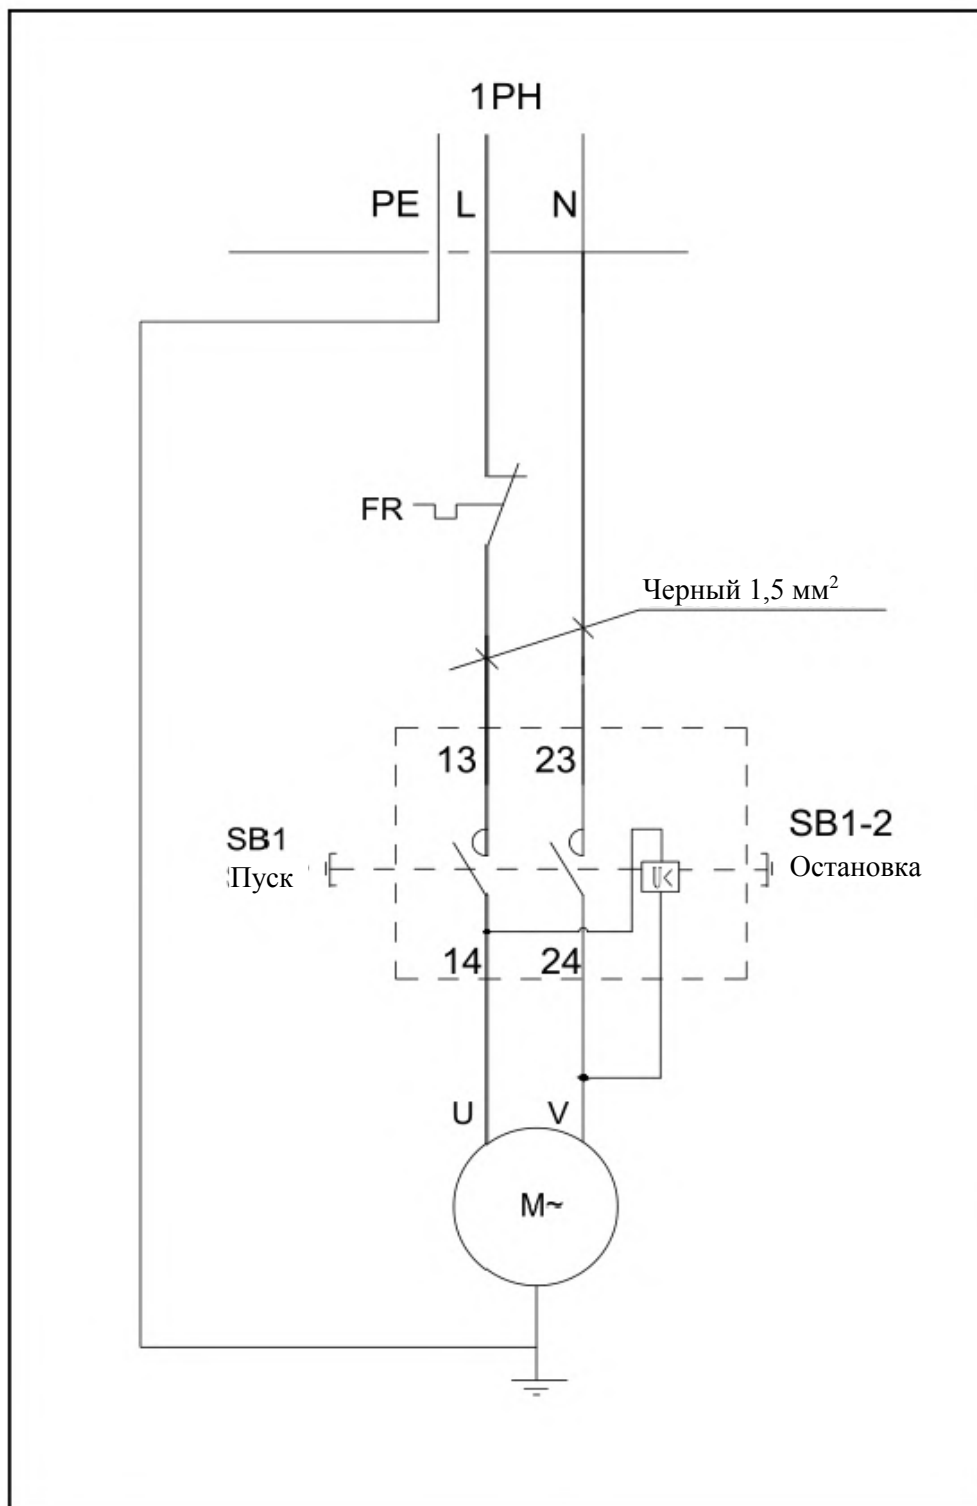 1PH
PE L N
FR
Черный 1,5 мм²
13 23
SB1
Пуск
SB1-2
Остановка
U<
14 24
U V
M~